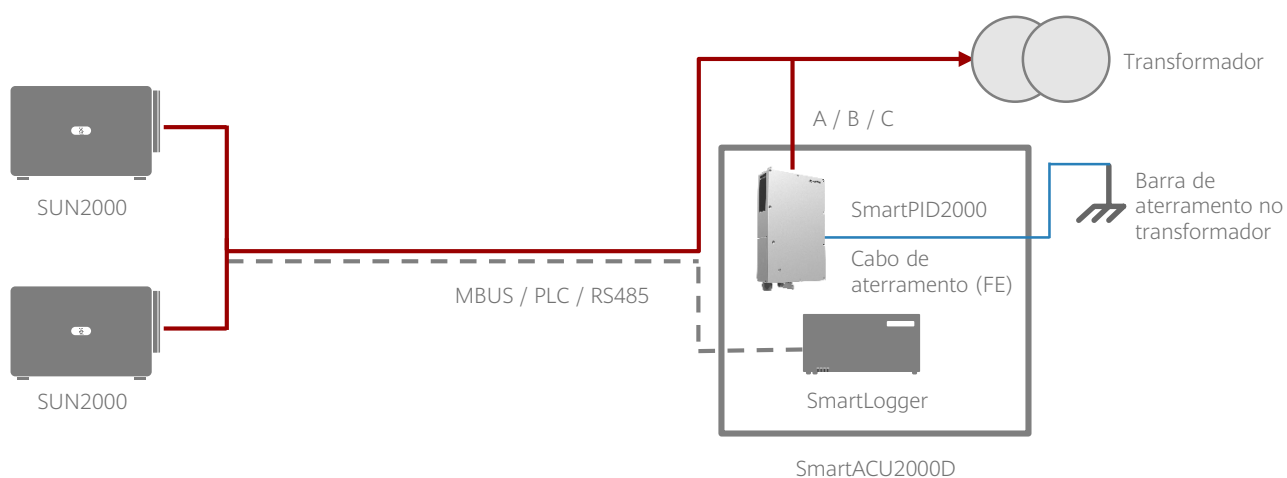 Transformador
A / B / C
SUN2000
SmartPID2000
Barra de
aterramento no
transformador
Cabo de
aterramento (FE)
MBUS / PLC / RS485
SUN2000
SmartLogger
SmartACU2000D